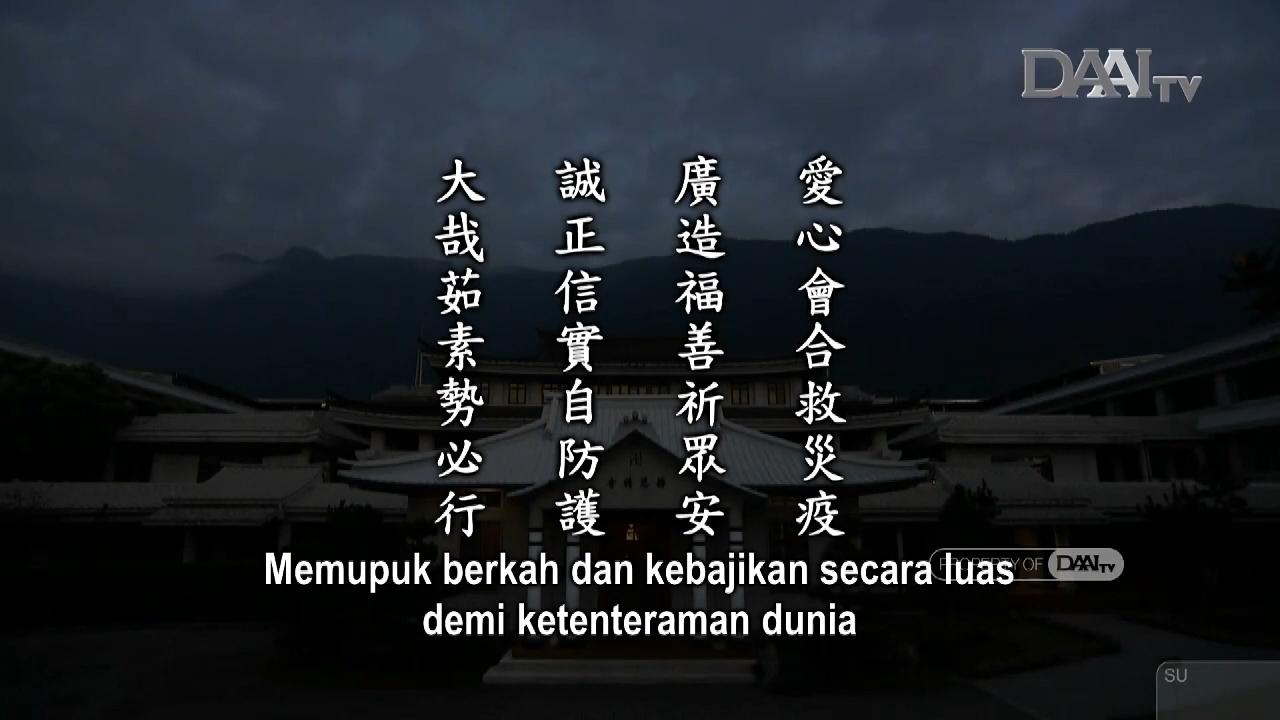 DAAI TV
愛心會合救災疫
廣造福善祈眾安
誠正信實自防護
大哉茹素勢必行
Memupuk berkah dan kebajikan secara luas
demi ketenteraman dunia
PROPERTY OF DAAI TV
SU